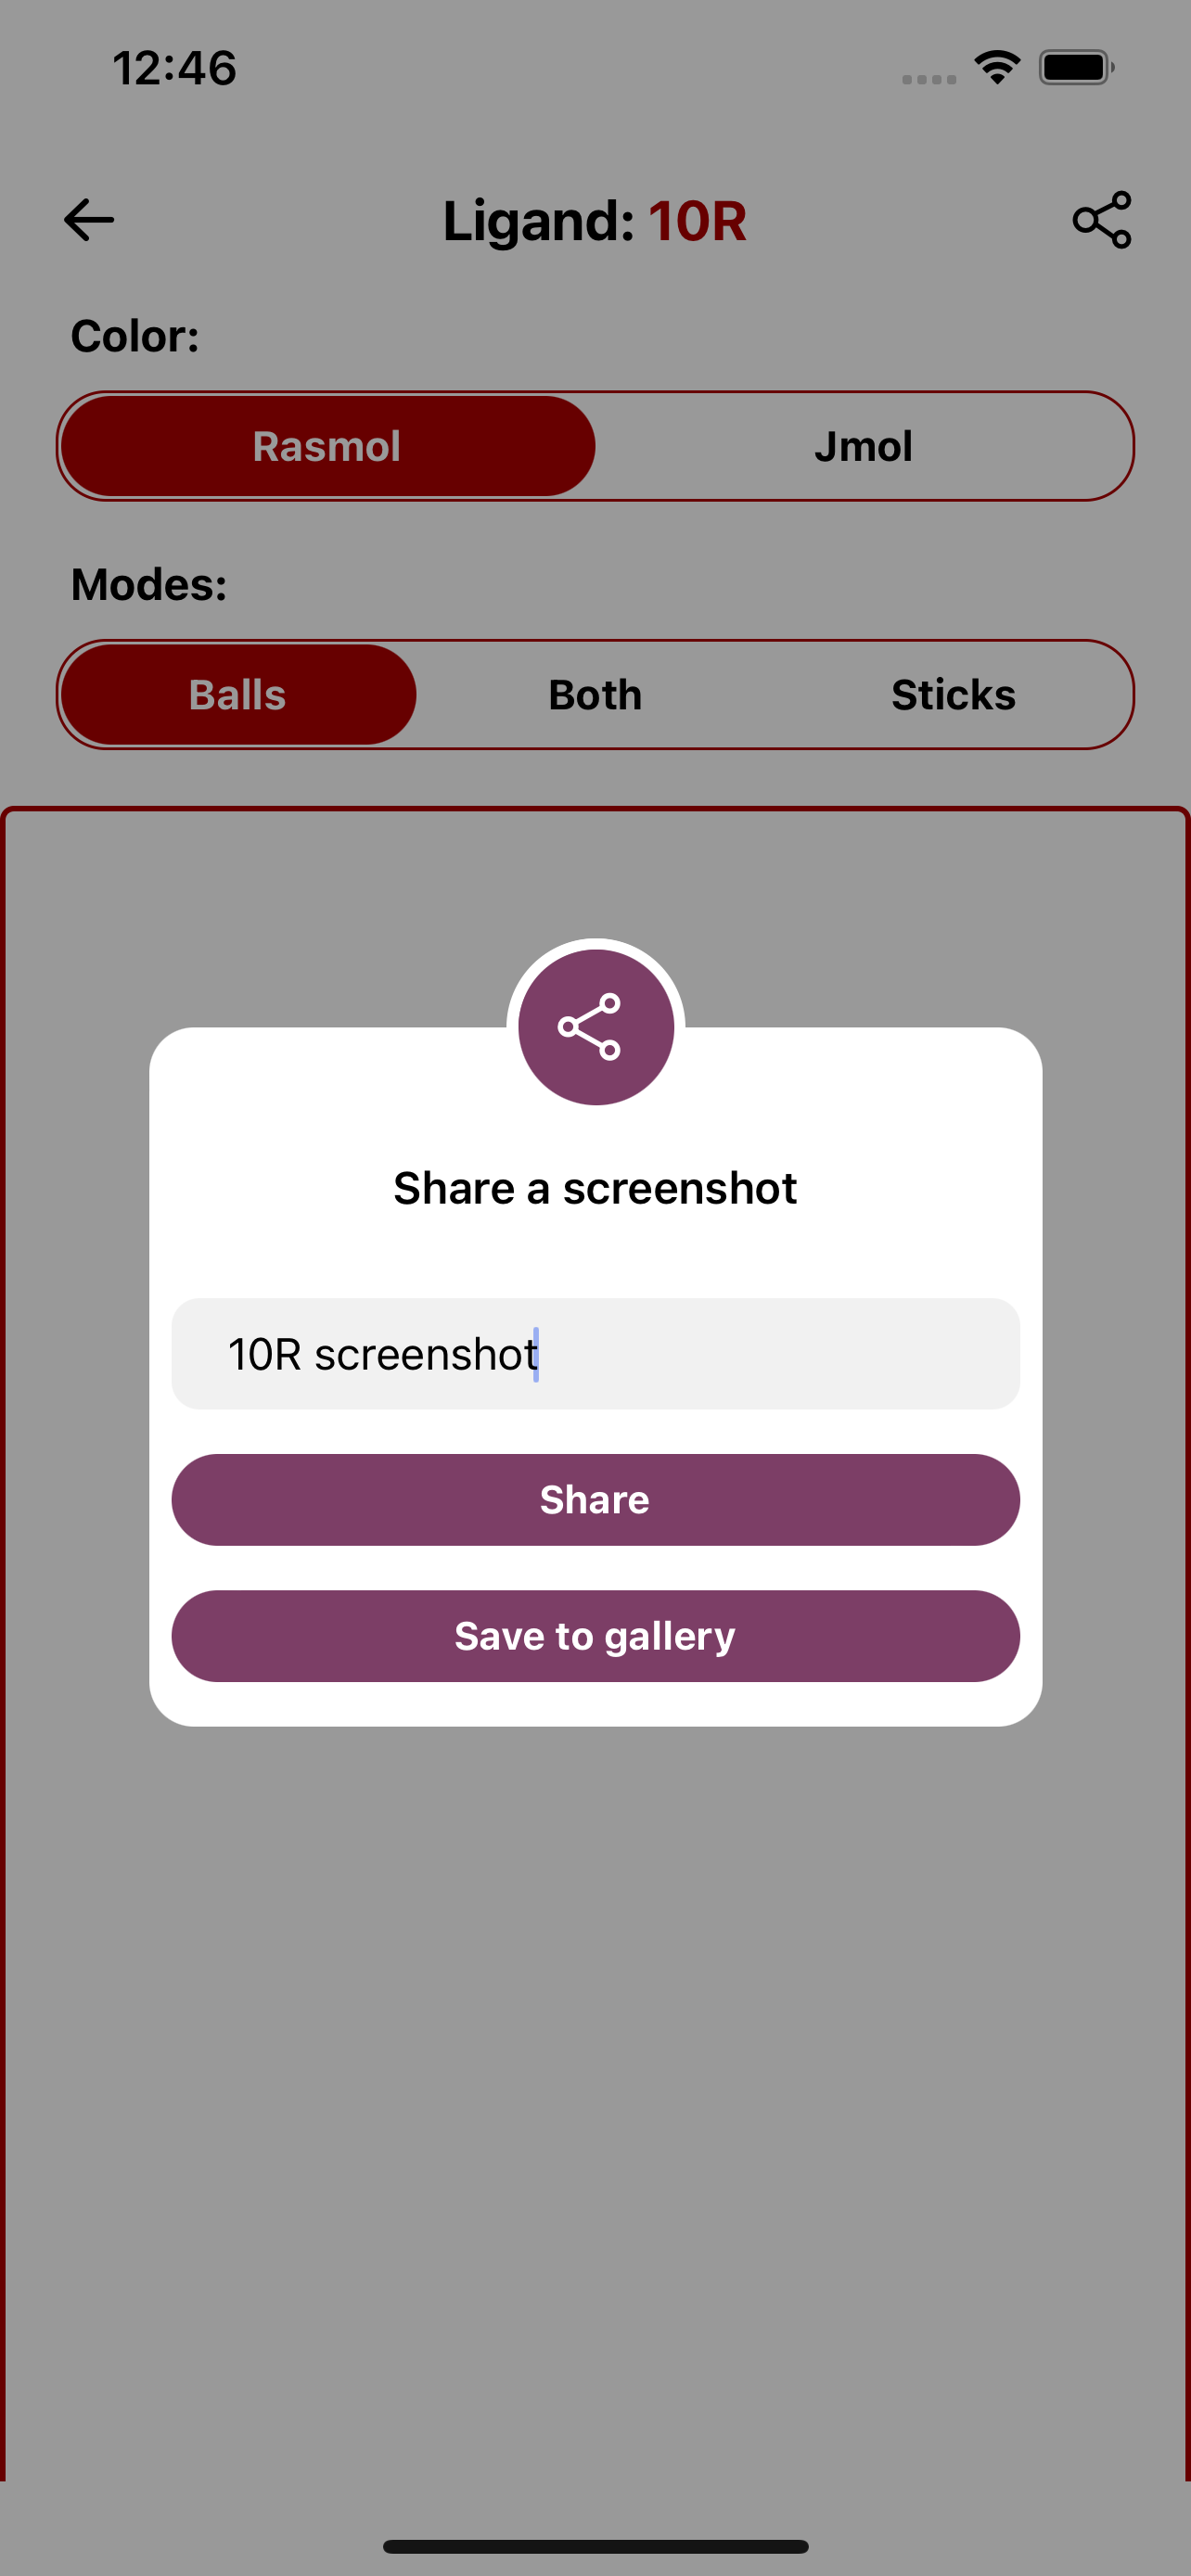 12:46
Ligand: 10R
Color:
Rasmol Jmol
Modes:
Balls Both Sticks
Share a screenshot
10R screenshot
Share
Save to gallery